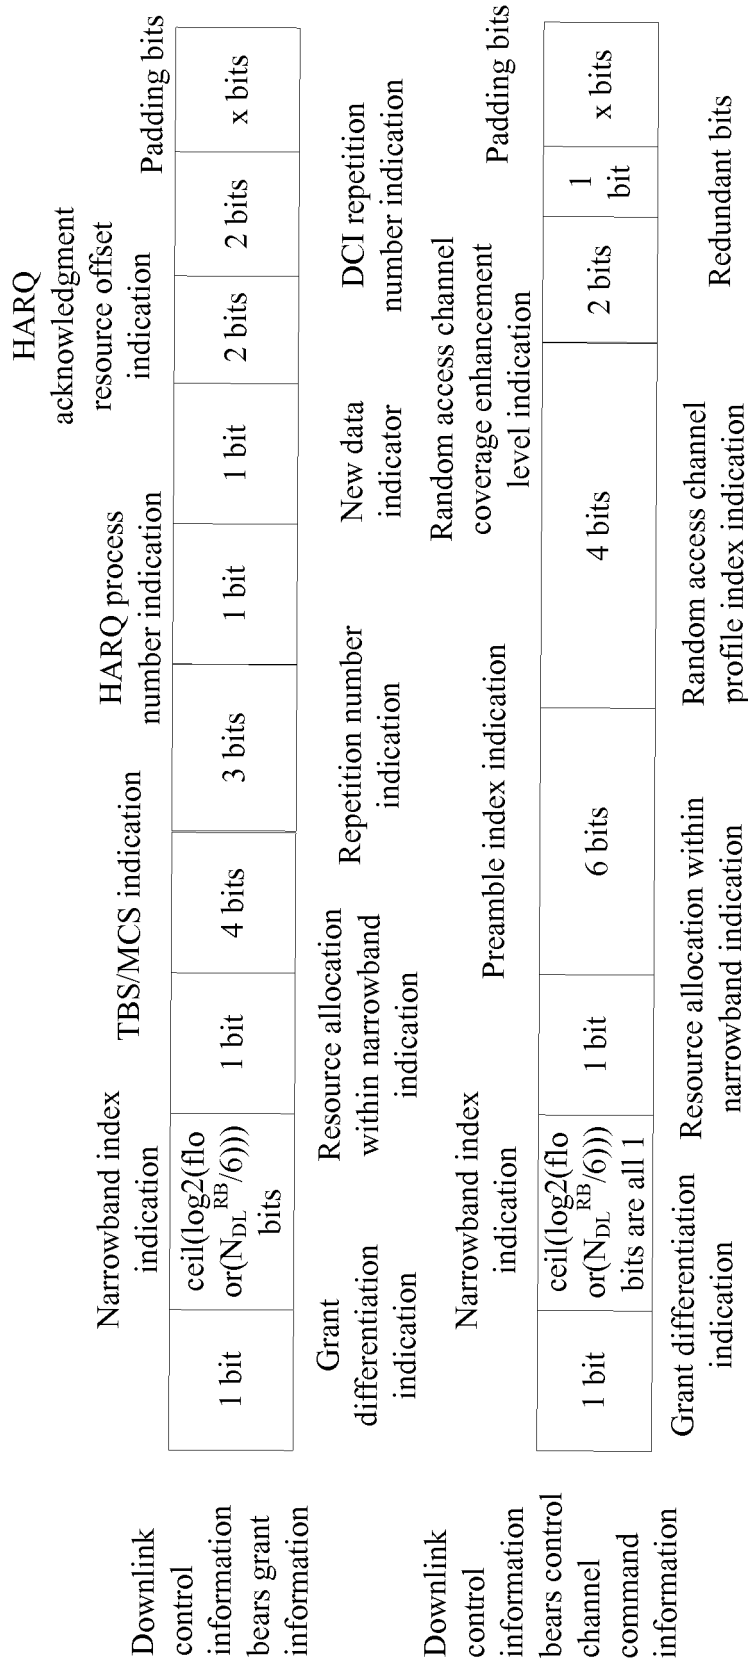 Downlink
control
information
bears grant
information
1 bit
Grant
differentiation
indication
Narrowband index
indication
ceil(log2(flo
or(N_DL^RB/6)))
bits
1 bit
Resource allocation
within narrowband
indication
TBS/MCS indication
4 bits
3 bits
Repetition number
indication
HARQ process
number indication
1 bit
1 bit
New data
indicator
HARQ
acknowledgment
resource offset
indication
2 bits
2 bits
DCI repetition
number indication
Padding bits
x bits
Downlink
control
information
bears control
channel
command
information
1 bit
Grant differentiation
indication
Narrowband index
indication
ceil(log2(flo
or(N_DL^RB/6)))
bits are all 1
1 bit
Resource allocation within
narrowband indication
Preamble index indication
6 bits
4 bits
Random access channel
profile index indication
Random access channel
coverage enhancement
level indication
2 bits
1
bit
Redundant bits
Padding bits
x bits